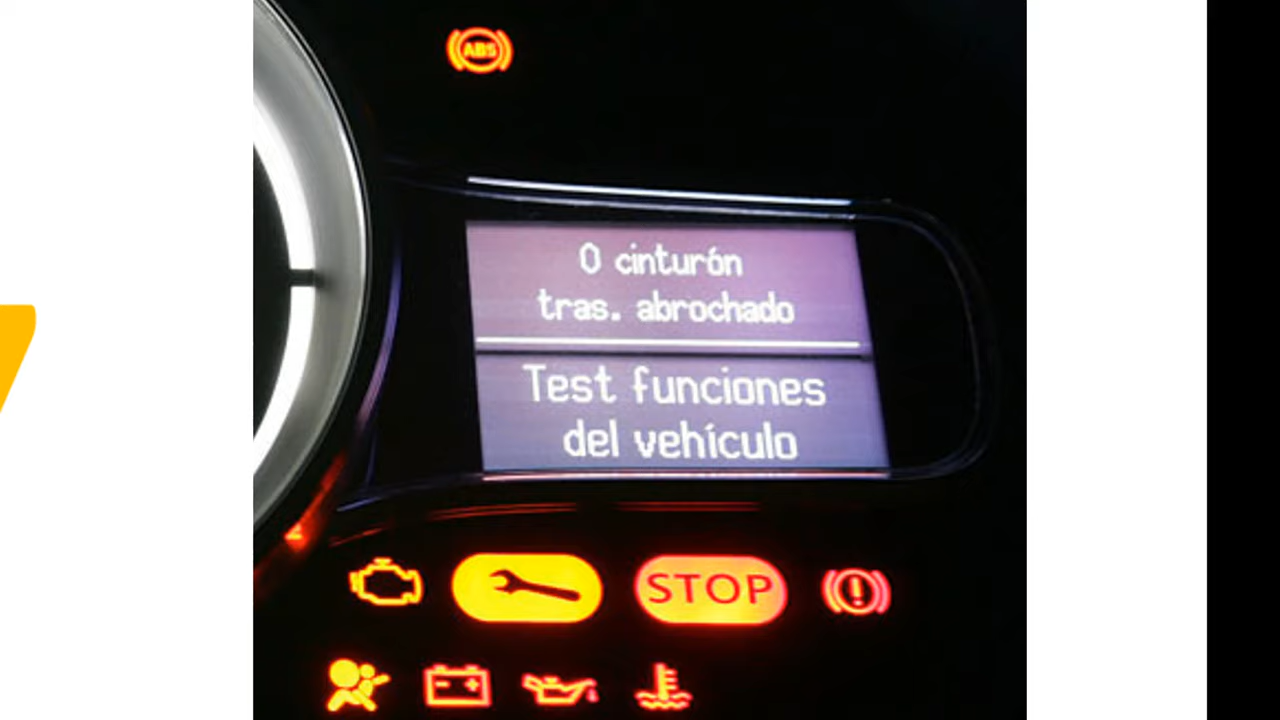 ABS
0 cinturón
tras. abrochado
Test funciones
del vehículo
STOP